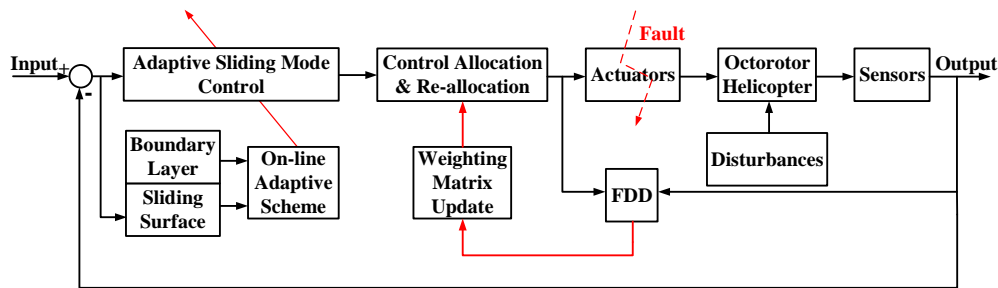 Input
+
-
Adaptive Sliding Mode
Control
Control Allocation
& Re-allocation
Fault
Actuators
Octorotor
Helicopter
Sensors
Output
Boundary
Layer
Sliding
Surface
On-line
Adaptive
Scheme
Weighting
Matrix
Update
FDD
Disturbances